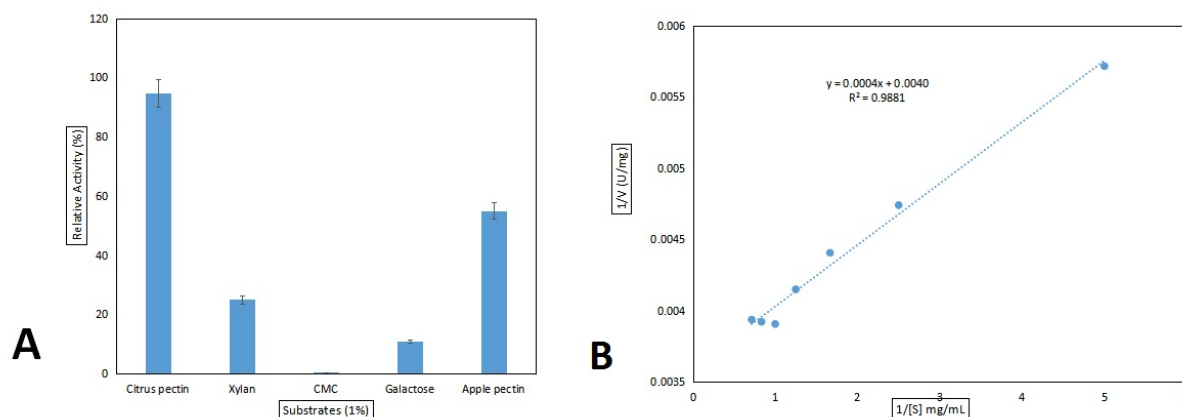 120
100
80
60
40
20
0
Relative Activity (%)
Citrus pectin Xylan CMC Galactose Apple pectin
Substrates (1%)
A
0.006
0.0055
0.005
0.0045
0.004
0.0035
1/V (U/mg)
y = 0.0004x + 0.0040
R² = 0.9881
0 1 2 3 4 5
1/[S] mg/mL
B